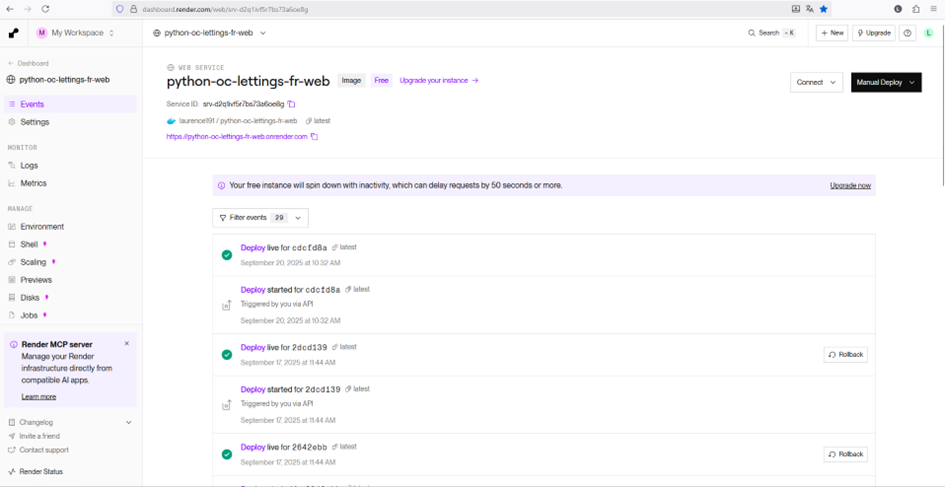 dashboard.render.com/web/srv-d2q1ivf5r7bs73a6oe8g
My Workspace
python-oc-lettings-fr-web
Search
K
+ New
Upgrade
L
Dashboard
python-oc-lettings-fr-web
Events
Settings
MONITOR
Logs
Metrics
MANAGE
Environment
Shell
Scaling
Previews
Disks
Jobs
Render MCP server
Manage your Render
infrastructure directly from
compatible AI apps.
Learn more
Changelog
Invite a friend
Contact support
Render Status
WEB SERVICE
python-oc-lettings-fr-web Image Free Upgrade your instance →
Connect
Manual Deploy
Service ID: srv-d2q1ivf5r7bs73a6oe8g
laurence191 / python-oc-lettings-fr-web latest
https://python-oc-lettings-fr-web.onrender.com
Your free instance will spin down with inactivity, which can delay requests by 50 seconds or more.
Upgrade now
Filter events 29
Deploy live for cdcfd8a latest
September 20, 2025 at 10:32 AM
Deploy started for cdcfd8a latest
Triggered by you via API
September 20, 2025 at 10:32 AM
Deploy live for 2dcd139 latest
September 17, 2025 at 11:44 AM
Rollback
Deploy started for 2dcd139 latest
Triggered by you via API
September 17, 2025 at 11:44 AM
Deploy live for 2642ebb latest
September 17, 2025 at 11:44 AM
Rollback